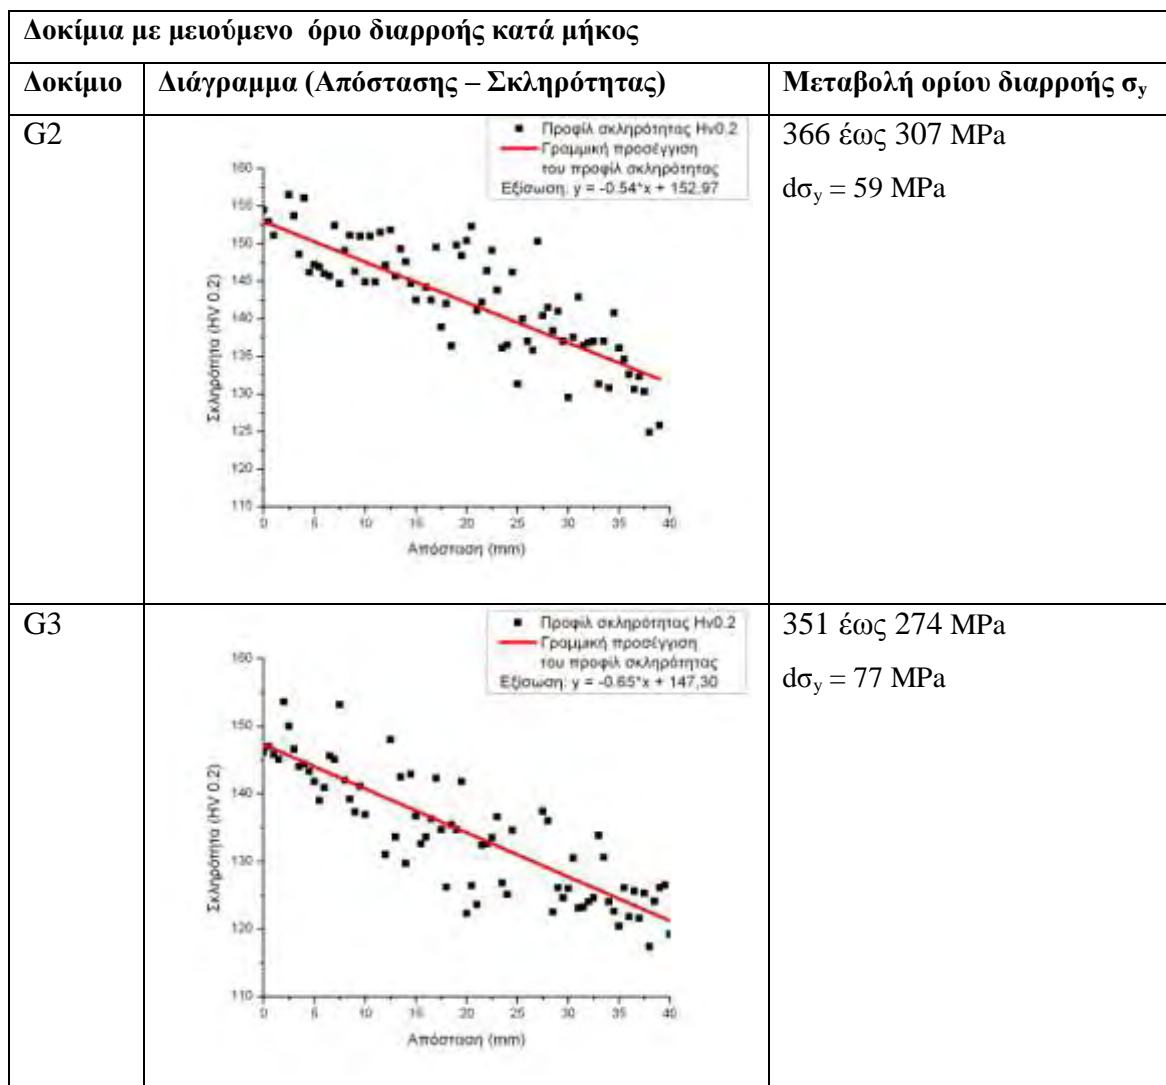 Δοκίμια με μειούμενο όριο διαρροής κατά μήκος
Δοκίμιο Διάγραμμα (Απόστασης – Σκληρότητας) Μεταβολή ορίου διαρροής σy
G2
Προφίλ σκληρότητας Hv0.2
Γραμμική προσέγγιση
του προφίλ σκληρότητας
Εξίσωση: y = -0.54*x + 152,97
160
155
150
145
140
135
130
125
120
110
Σκληρότητα (HV 0.2)
0 5 10 15 20 25 30 35 40
Απόσταση (mm)
366 έως 307 MPa
dσy = 59 MPa
G3
Προφίλ σκληρότητας Hv0.2
Γραμμική προσέγγιση
του προφίλ σκληρότητας
Εξίσωση: y = -0.65*x + 147,30
160
150
140
130
120
110
Σκληρότητα (HV 0.2)
0 5 10 15 20 25 30 35 40
Απόσταση (mm)
351 έως 274 MPa
dσy = 77 MPa